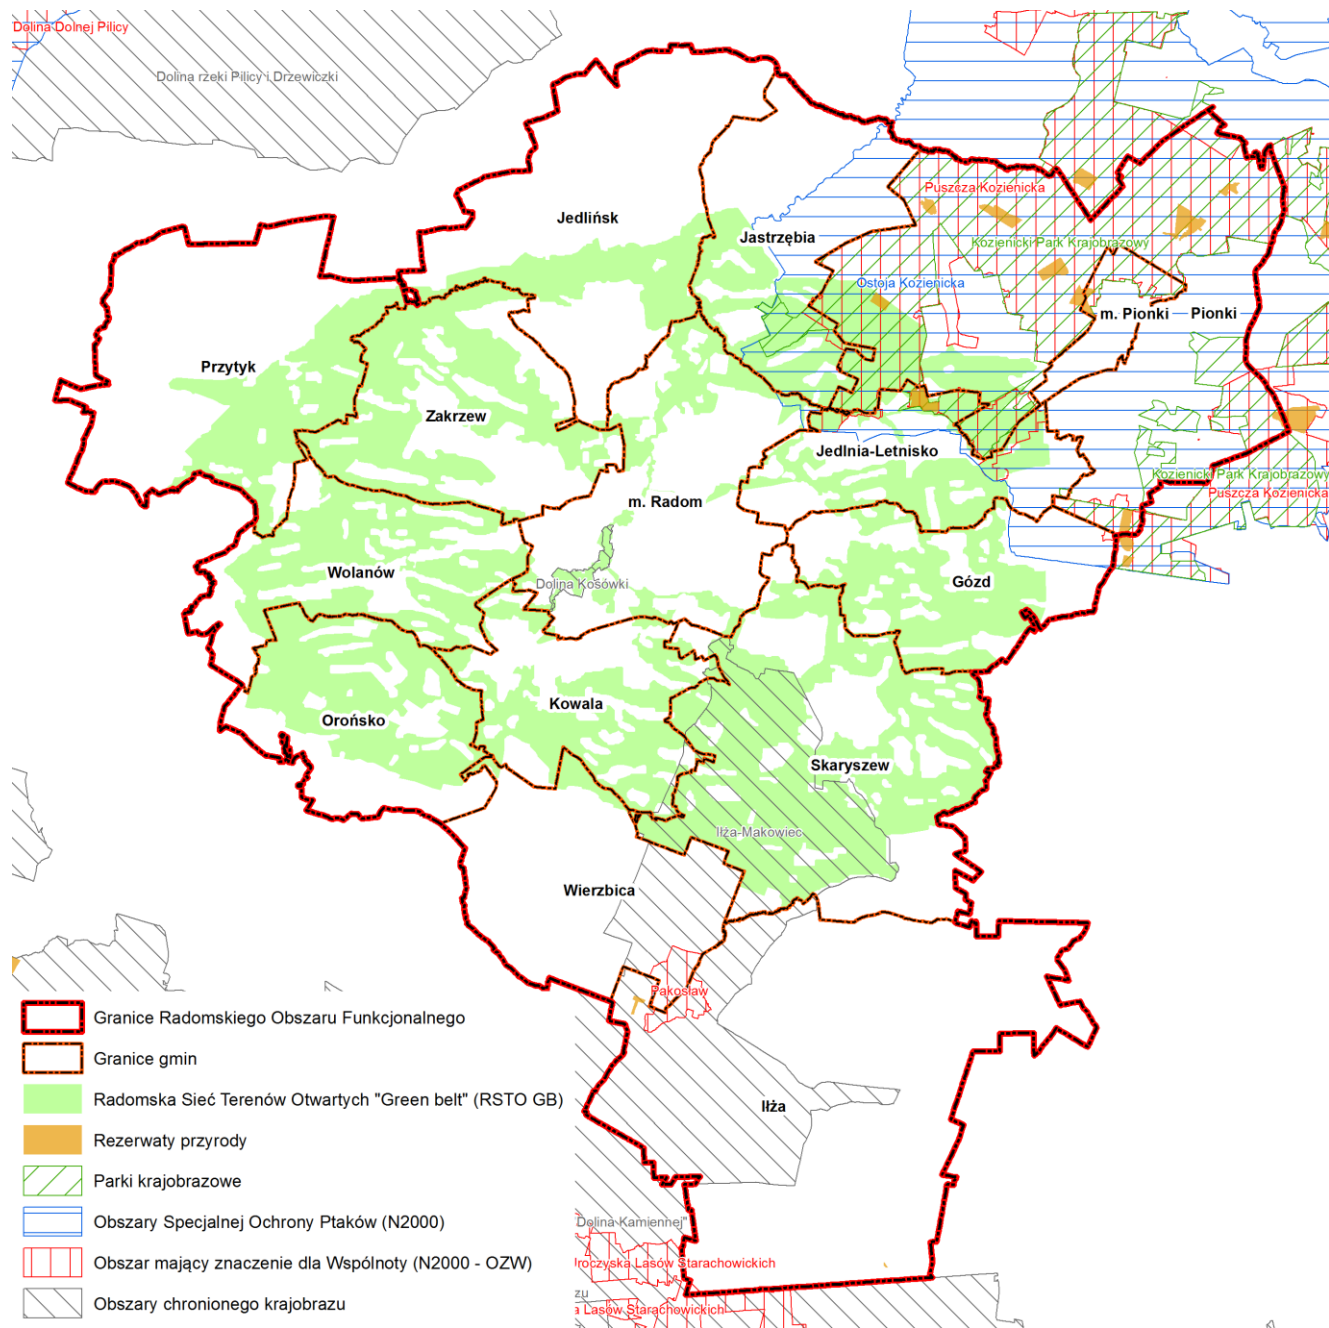 Dolina Dolnej Pilicy
Dolina rzeki Pilicy i Drzewiczki
Puszcza Kozienicka
Jedlińsk
Jastrzębia
Kozienicki Park Krajobrazowy
Ostoja Kozienicka
m. Pionki
Pionki
Przytyk
Zakrzew
Jedlnia-Letnisko
Kozienicki Park Krajobrazowy
Puszcza Kozienicka
m. Radom
Wolanów
Dolina Kosówki
Gózd
Kowala
Orońsko
Skaryszew
Iłża-Makowiec
Wierzbica
Pakosław
Iłża
Dolina Kamiennej"
Uroczyska Lasów Starachowickich
zu
a Lasów Starachowickich
Granice Radomskiego Obszaru Funkcjonalnego
Granice gmin
Radomska Sieć Terenów Otwartych "Green belt" (RSTO GB)
Rezerwaty przyrody
Parki krajobrazowe
Obszary Specjalnej Ochrony Ptaków (N2000)
Obszar mający znaczenie dla Wspólnoty (N2000 - OZW)
Obszary chronionego krajobrazu